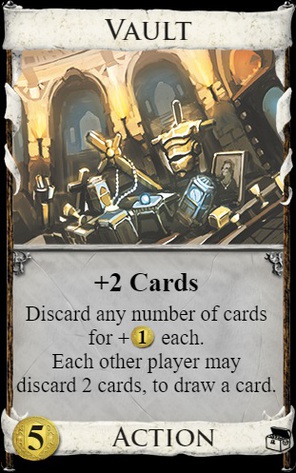 VAULT
+2 Cards
Discard any number of cards
for +1 each.
Each other player may
discard 2 cards, to draw a card.
5 ACTION